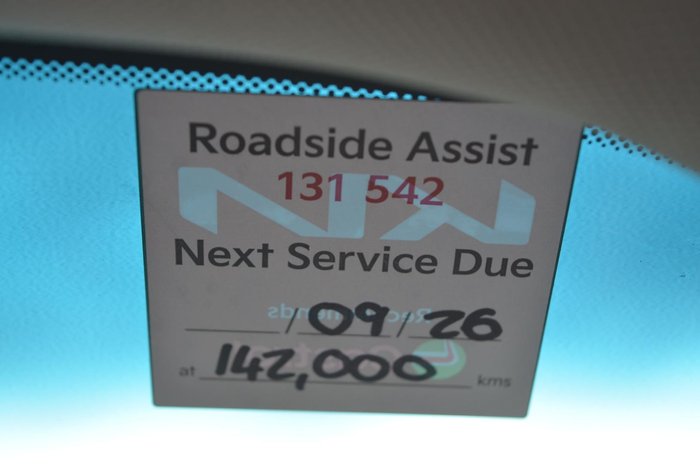 Roadside Assist
131 542
Next Service Due
/ 09 / 26
at 142,000 kms